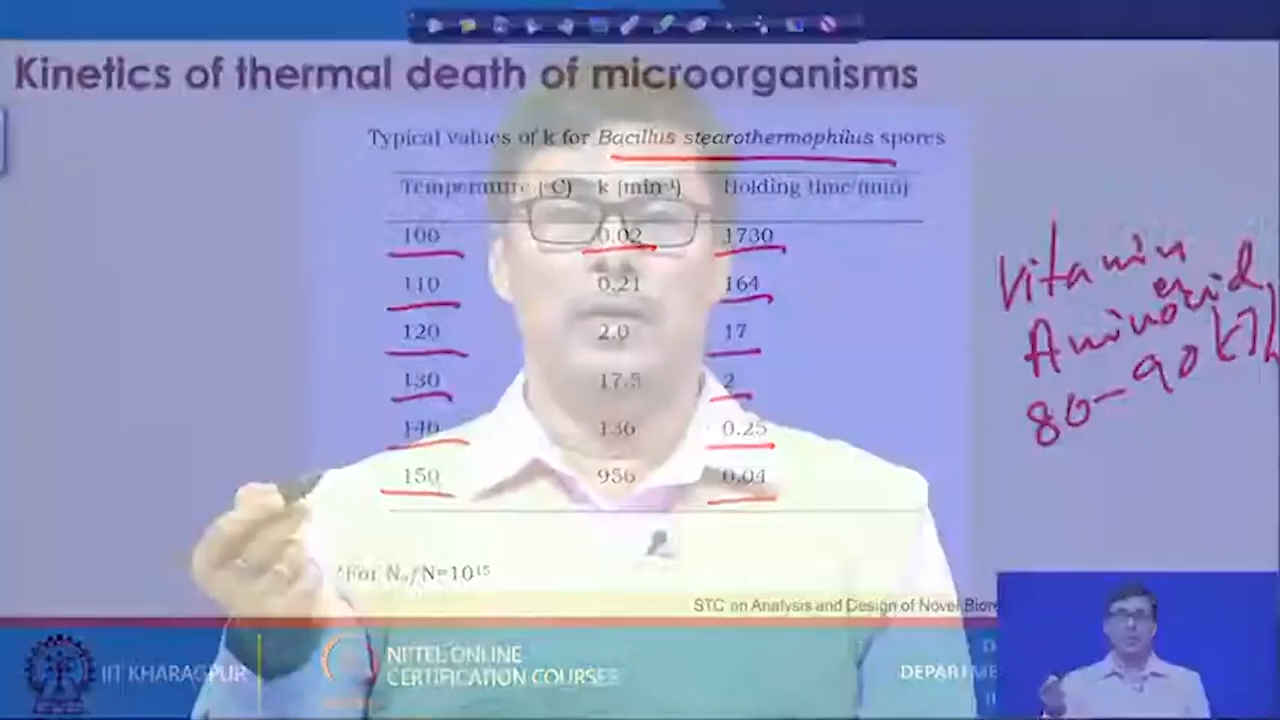 Kinetics of thermal death of microorganisms
Typical values of k for Bacillus stearothermophilus spores
Temperature (°C) k (min⁻¹) Holding time*(min)
100 0.02 1730
110 0.21 164
120 2.0 17
130 17.5 2
140 136 0.25
150 956 0.04
*For N₀/N=10¹⁵
Vitamin
Aminoacid
80-90 kJ/
STC on Analysis and Design of Novel Biore
IIT KHARAGPUR
NPTEL ONLINE
CERTIFICATION COURSES
DEPARTME